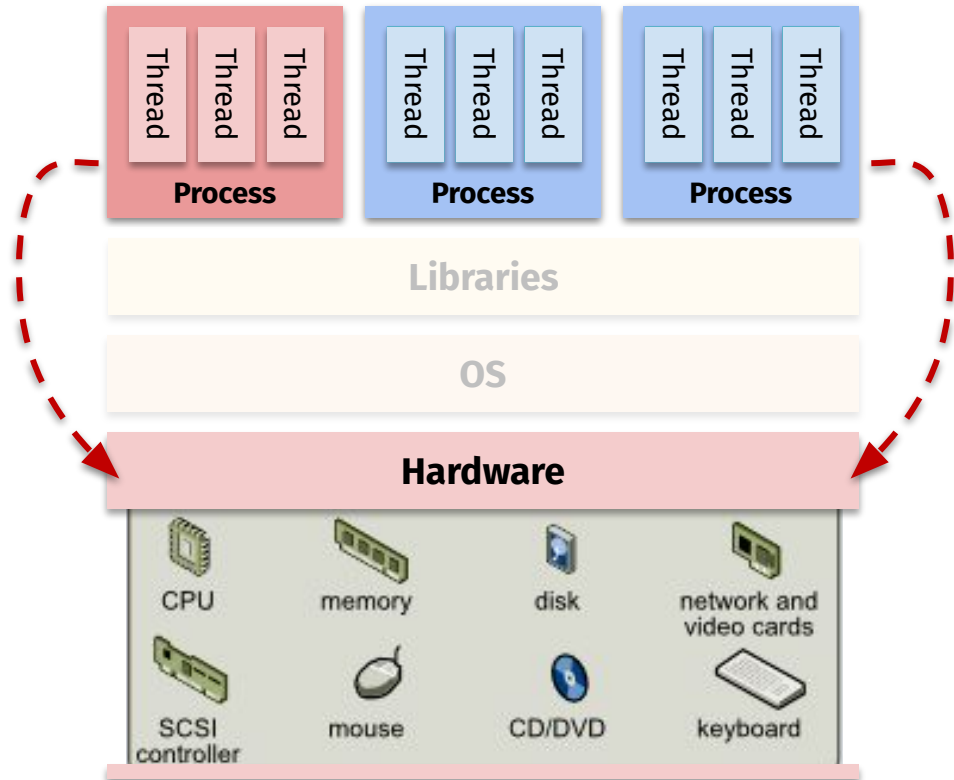 Thread Thread Thread Thread Thread Thread Thread Thread Thread
Process Process Process
Libraries
OS
Hardware
CPU memory disk network and
video cards
SCSI mouse CD/DVD keyboard
controller